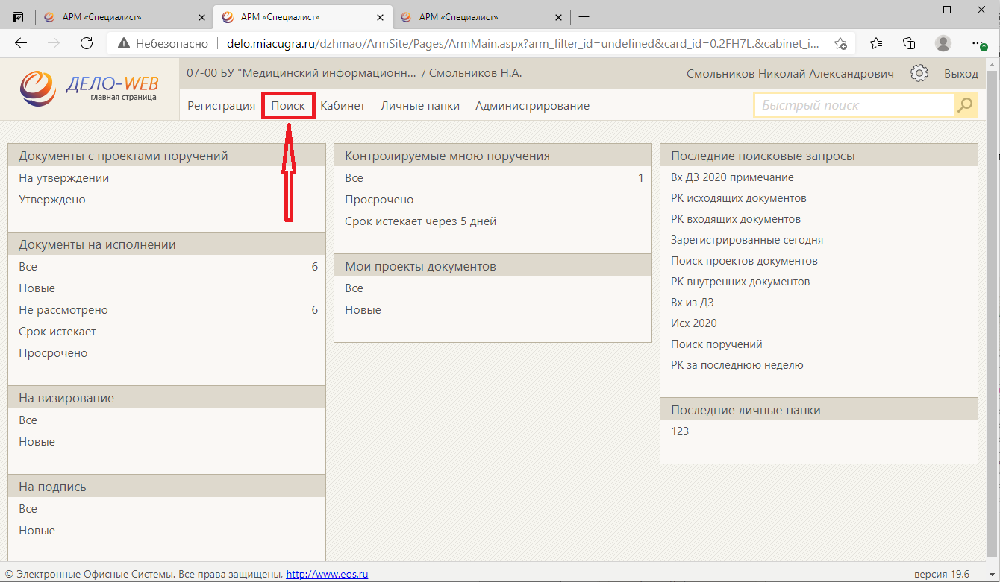 АРМ «Специалист»
АРМ «Специалист»
АРМ «Специалист»
Небезопасно
delo.miacugra.ru/dzhmao/ArmSite/Pages/ArmMain.aspx?arm_filter_id=undefined&card_id=0.2FH7L.&cabinet_i...
ДЕЛО-WEB
главная страница
07-00 БУ "Медицинский информационн... / Смольников Н.А.
Смольников Николай Александрович
Выход
Регистрация
Поиск
Кабинет
Личные папки
Администрирование
Быстрый поиск
Документы с проектами поручений
На утверждении
Утверждено
Документы на исполнении
Все 6
Новые
Не рассмотрено 6
Срок истекает
Просрочено
На визирование
Все
Новые
На подпись
Все
Новые
Контролируемые мною поручения
Все 1
Просрочено
Срок истекает через 5 дней
Мои проекты документов
Все
Новые
Последние поисковые запросы
Вх ДЗ 2020 примечание
РК исходящих документов
РК входящих документов
Зарегистрированные сегодня
Поиск проектов документов
РК внутренних документов
Вх из ДЗ
Исх 2020
Поиск поручений
РК за последнюю неделю
Последние личные папки
123
© Электронные Офисные Системы. Все права защищены, http://www.eos.ru
версия 19.6